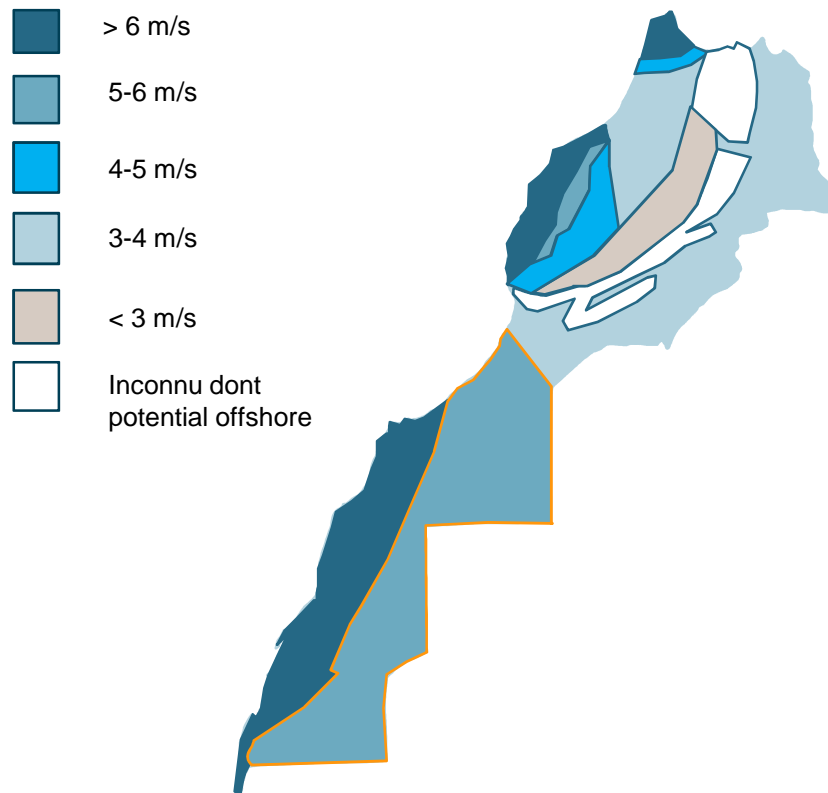 > 6 m/s
5-6 m/s
4-5 m/s
3-4 m/s
< 3 m/s
Inconnu dont
potential offshore